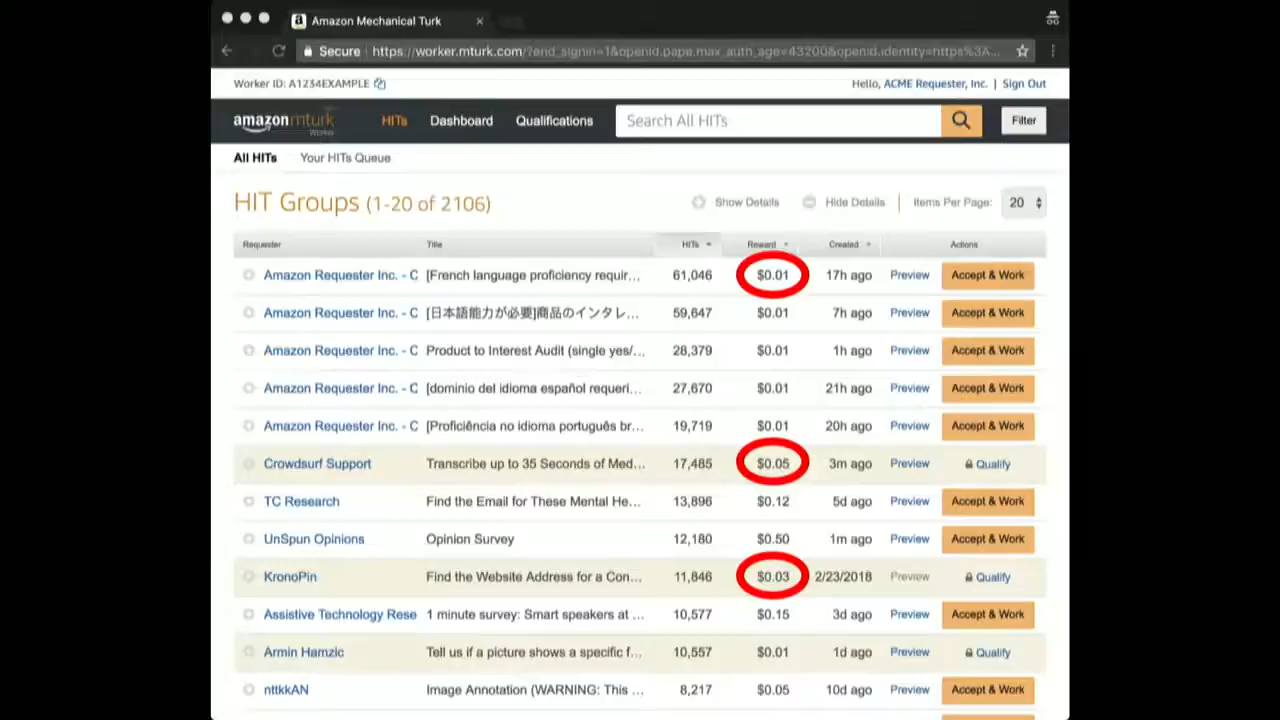 Amazon Mechanical Turk
Secure https://worker.mturk.com/?end_signin=1&openid.pape.max_auth_age=43200&openid.identity=https%3A...
Worker ID: A1234EXAMPLE Hello, ACME Requester, Inc. | Sign Out
amazon mturk Worker HITs Dashboard Qualifications Search All HITs Filter
All HITs Your HITs Queue
HIT Groups (1-20 of 2106) Show Details Hide Details Items Per Page: 20
Requester Title HITs Reward Created Actions
Amazon Requester Inc. - C [French language proficiency requir... 61,046 $0.01 17h ago Preview Accept & Work
Amazon Requester Inc. - C [日本語能力が必要]商品のインタレ... 59,647 $0.01 7h ago Preview Accept & Work
Amazon Requester Inc. - C Product to Interest Audit (single yes/... 28,379 $0.01 1h ago Preview Accept & Work
Amazon Requester Inc. - C [dominio del idioma español requeri... 27,670 $0.01 21h ago Preview Accept & Work
Amazon Requester Inc. - C [Proficiência no idioma português br... 19,719 $0.01 20h ago Preview Accept & Work
Crowdsurf Support Transcribe up to 35 Seconds of Med... 17,485 $0.05 3m ago Preview Qualify
TC Research Find the Email for These Mental He... 13,896 $0.12 5d ago Preview Accept & Work
UnSpun Opinions Opinion Survey 12,180 $0.50 1m ago Preview Accept & Work
KronoPin Find the Website Address for a Con... 11,846 $0.03 2/23/2018 Preview Qualify
Assistive Technology Rese 1 minute survey: Smart speakers at ... 10,577 $0.15 3d ago Preview Accept & Work
Armin Hamzic Tell us if a picture shows a specific f... 10,557 $0.01 1d ago Preview Qualify
nttkkAN Image Annotation (WARNING: This ... 8,217 $0.05 10d ago Preview Accept & Work